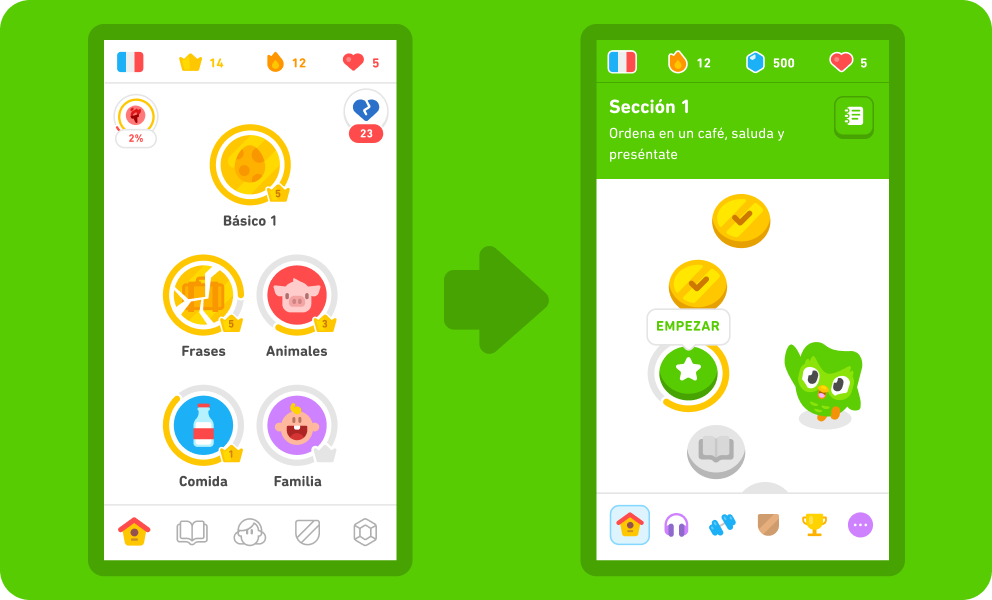 14
12
5
2%
23
5
Básico 1
5
3
Frases
Animales
1
Comida
Familia
12
500
5
Sección 1
Ordena en un café, saluda y
preséntate
EMPEZAR